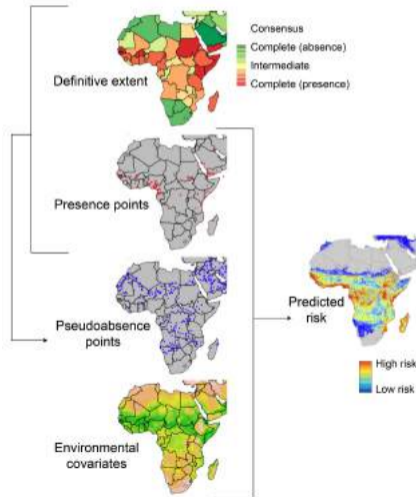 Consensus
Complete (absence)
Intermediate
Complete (presence)
Definitive extent
Presence points
Pseudoabsence
points
Predicted
risk
High risk
Low risk
Environmental
covariates